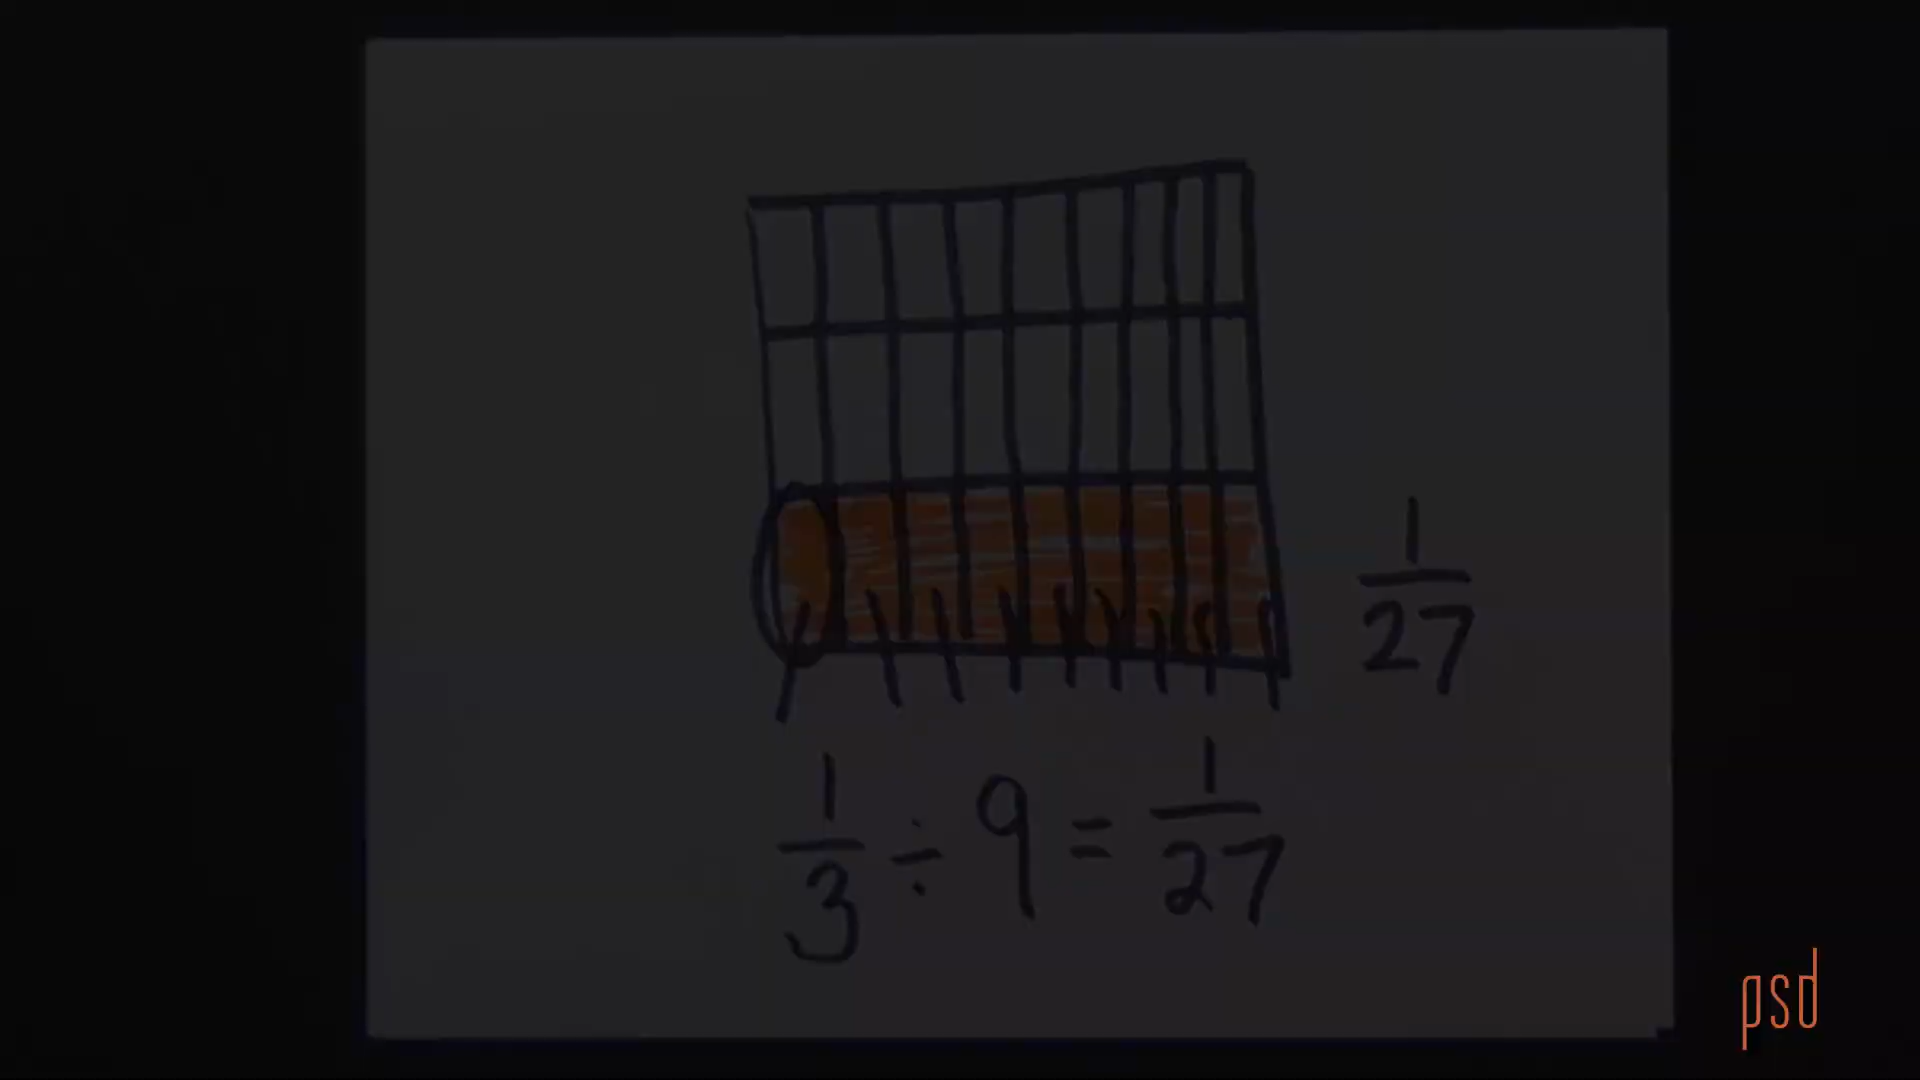 1/27
1/3 ÷ 9 = 1/27
psd